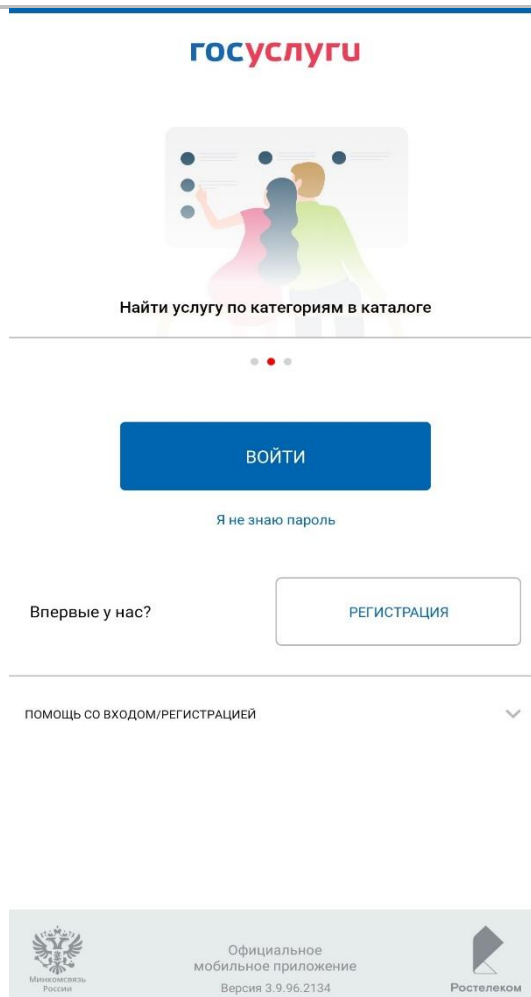 госуслуги
Найти услугу по категориям в каталоге
ВОЙТИ
Я не знаю пароль
Впервые у нас?
РЕГИСТРАЦИЯ
ПОМОЩЬ СО ВХОДОМ/РЕГИСТРАЦИЕЙ
Минкомсвязь
России
Официальное
мобильное приложение
Версия 3.9.96.2134
Ростелеком